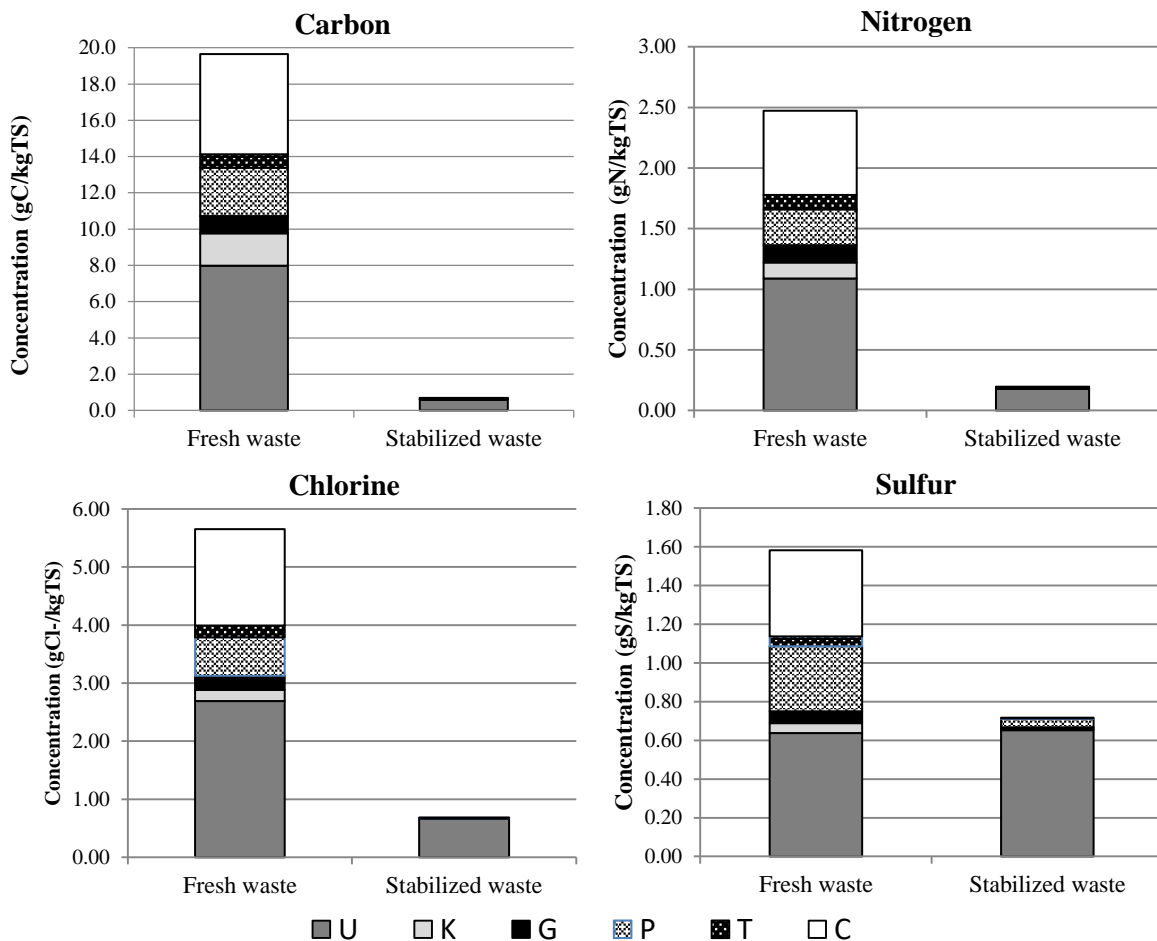 Carbon
Concentration (gC/kgTS)
20.0
18.0
16.0
14.0
12.0
10.0
8.0
6.0
4.0
2.0
0.0
Fresh waste Stabilized waste
Nitrogen
Concentration (gN/kgTS)
3.00
2.50
2.00
1.50
1.00
0.50
0.00
Fresh waste Stabilized waste
Chlorine
Concentration (gCl-/kgTS)
6.00
5.00
4.00
3.00
2.00
1.00
0.00
Fresh waste Stabilized waste
Sulfur
Concentration (gS/kgTS)
1.80
1.60
1.40
1.20
1.00
0.80
0.60
0.40
0.20
0.00
Fresh waste Stabilized waste
U K G P T C